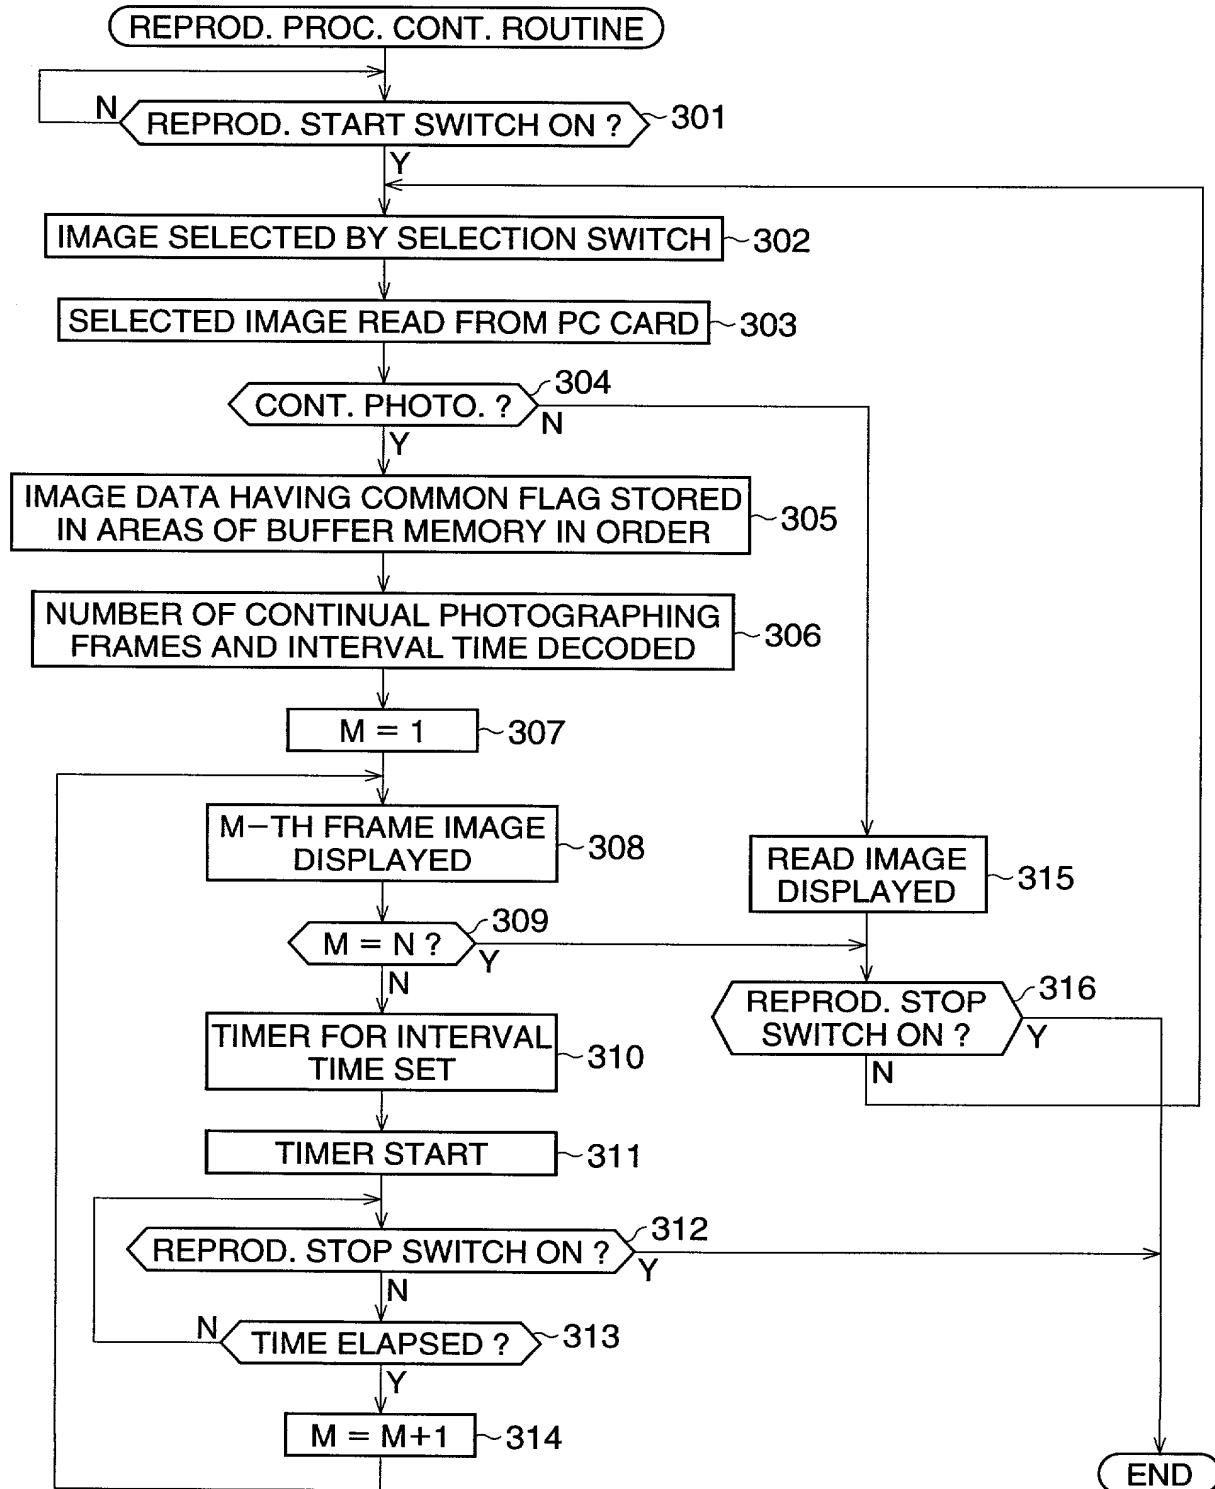 REPROD. PROC. CONT. ROUTINE
N
REPROD. START SWITCH ON ?
301
Y
IMAGE SELECTED BY SELECTION SWITCH
302
SELECTED IMAGE READ FROM PC CARD
303
CONT. PHOTO. ?
304
N
Y
IMAGE DATA HAVING COMMON FLAG STORED
IN AREAS OF BUFFER MEMORY IN ORDER
305
NUMBER OF CONTINUAL PHOTOGRAPHING
FRAMES AND INTERVAL TIME DECODED
306
M = 1
307
M-TH FRAME IMAGE
DISPLAYED
308
READ IMAGE
DISPLAYED
315
M = N ?
309
Y
N
REPROD. STOP
SWITCH ON ?
316
Y
N
TIMER FOR INTERVAL
TIME SET
310
TIMER START
311
REPROD. STOP SWITCH ON ?
312
Y
N
N
TIME ELAPSED ?
313
Y
M = M+1
314
END